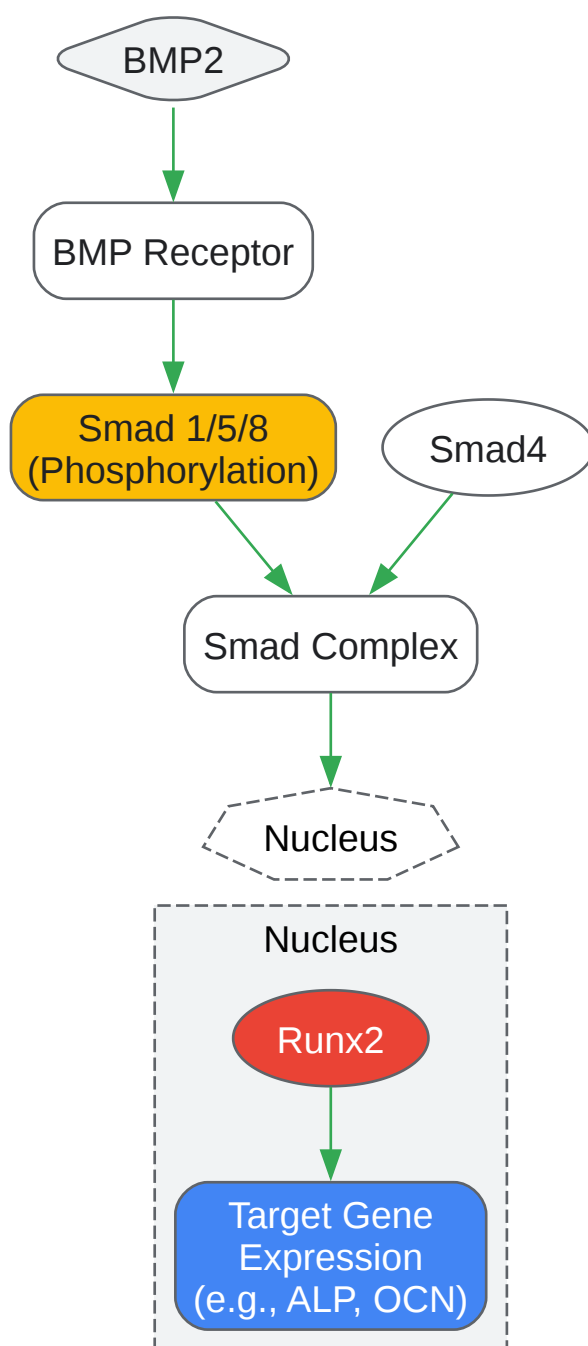 BMP2
BMP Receptor
Smad 1/5/8
(Phosphorylation)
Smad4
Smad Complex
Nucleus
Nucleus
Runx2
Target Gene
Expression
(e.g., ALP, OCN)